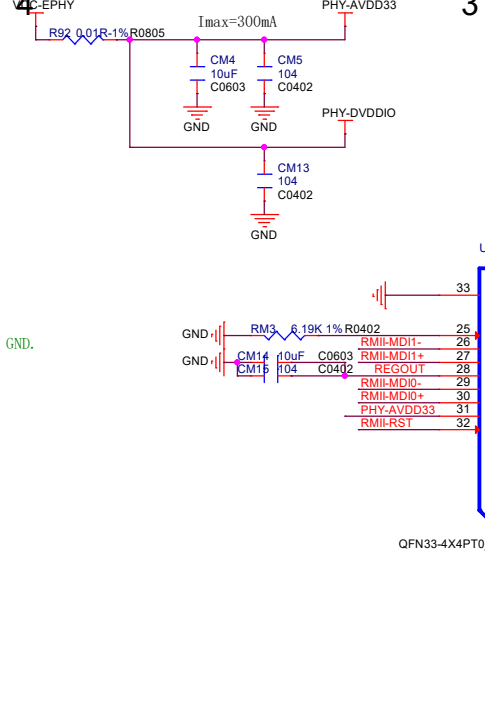 4
3
VCC-EPHY
PHY-AVDD33
Imax=300mA
R92 0.01R-1% R0805
CM4
10uF
C0603
CM5
104
C0402
GND
GND
PHY-DVDDIO
CM13
104
C0402
GND
33
GND
RM3 6.19K 1% R0402
25
RMII-MDI1- 26
GND.
GND
CM14 10uF C0603
RMII-MDI1+ 27
CM15 104 C0402
REGOUT 28
RMII-MDI0- 29
RMII-MDI0+ 30
PHY-AVDD33 31
RMII-RST 32
QFN33-4X4PT0